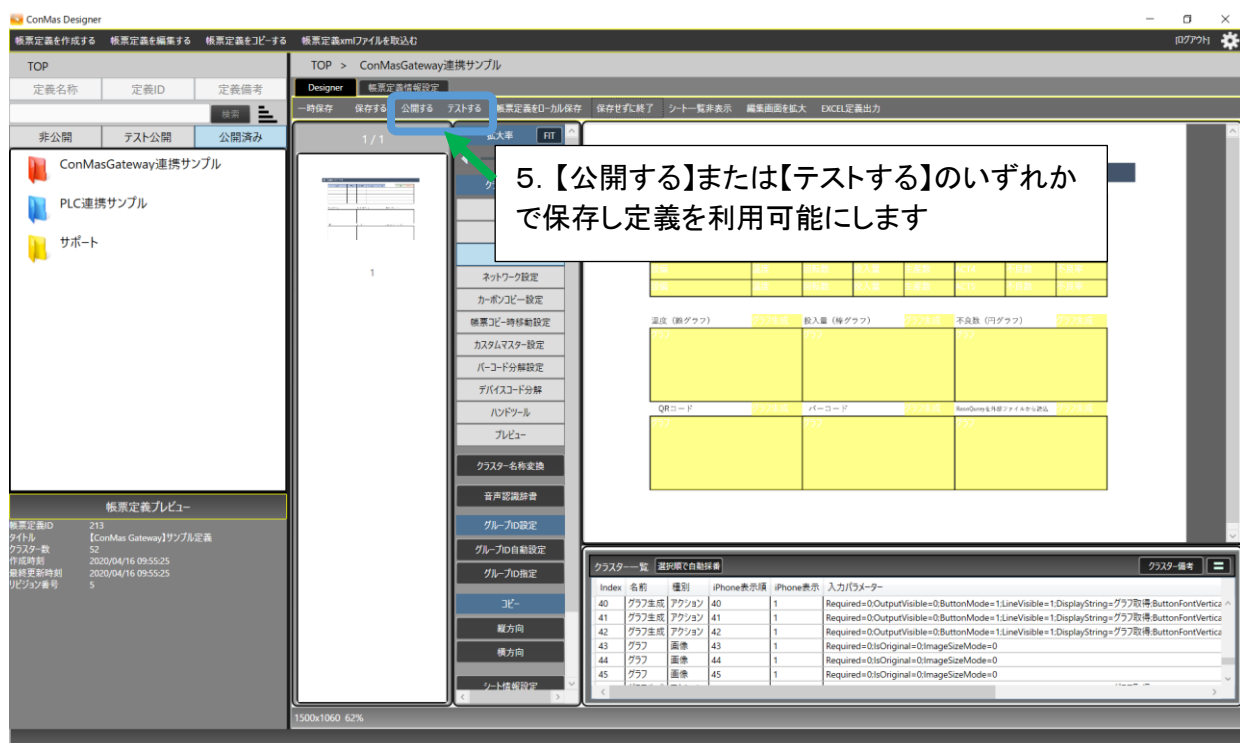 ConMas Designer
帳票定義を作成する 帳票定義を編集する 帳票定義をコピーする 帳票定義xmlファイルを取込む [ログアウト]
TOP
定義名称 定義ID 定義備考
検索
非公開 テスト公開 公開済み
ConMasGateway連携サンプル
PLC連携サンプル
サポート
帳票定義プレビュー
帳票定義ID 213
タイトル 【ConMas Gateway】サンプル定義
クラスター数 52
作成時刻 2020/04/16 09:55:25
最終更新時刻 2020/04/16 09:55:25
リビジョン番号 5
TOP > ConMasGateway連携サンプル
Designer 帳票定義情報設定
一時保存 保存する 公開する テストする 帳票定義をローカル保存 保存せずに終了 シート一覧非表示 編集画面を拡大 EXCEL定義出力
1 / 1
1
拡大率 FIT
ネットワーク設定
カーボンコピー設定
帳票コピー時移動設定
カスタムマスター設定
バーコード分解設定
デバイスコード分解
ハンドツール
プレビュー
クラスター名称変換
音声認識辞書
グループID設定
グループID自動設定
グループID指定
コピー
縦方向
横方向
シート情報設定
5.【公開する】または【テストする】のいずれか
で保存し定義を利用可能にします
温度（線グラフ） 投入量（棒グラフ） 不良数（円グラフ）
QRコード バーコード
クラスター一覧 選択順で自動採番 クラスター備考
Index 名前 種別 iPhone表示順 iPhone表示 入力パラメーター
40 グラフ生成 アクション 40 1 Required=0;OutputVisible=0;ButtonMode=1;LineVisible=1;DisplayString=グラフ取得;ButtonFontVertica
41 グラフ生成 アクション 41 1 Required=0;OutputVisible=0;ButtonMode=1;LineVisible=1;DisplayString=グラフ取得;ButtonFontVertica
42 グラフ生成 アクション 42 1 Required=0;OutputVisible=0;ButtonMode=1;LineVisible=1;DisplayString=グラフ取得;ButtonFontVertica
43 グラフ 画像 43 1 Required=0;IsOriginal=0;ImageSizeMode=0
44 グラフ 画像 44 1 Required=0;IsOriginal=0;ImageSizeMode=0
45 グラフ 画像 45 1 Required=0;IsOriginal=0;ImageSizeMode=0
1500x1060 62%